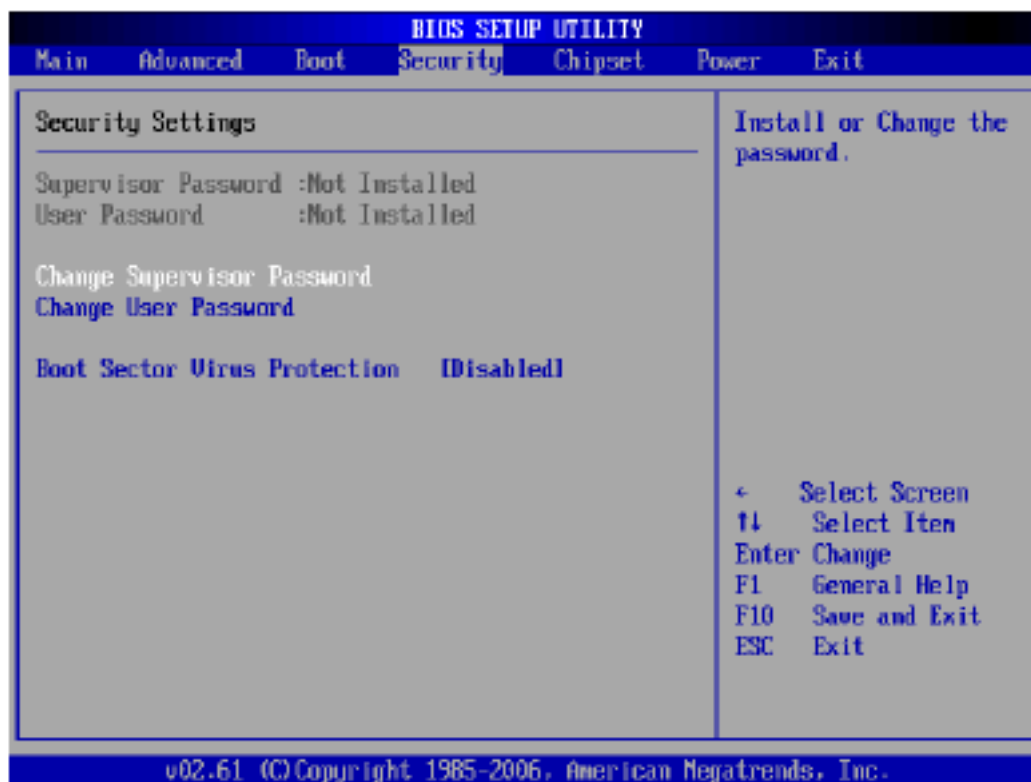 BIOS SETUP UTILITY
Main Advanced Boot Security Chipset Power Exit
Security Settings
Supervisor Password :Not Installed
User Password :Not Installed
Change Supervisor Password
Change User Password
Boot Sector Virus Protection [Disabled]
Install or Change the
password.
← Select Screen
↑↓ Select Item
Enter Change
F1 General Help
F10 Save and Exit
ESC Exit
v02.61 (C)Copyright 1985-2006, American Megatrends, Inc.